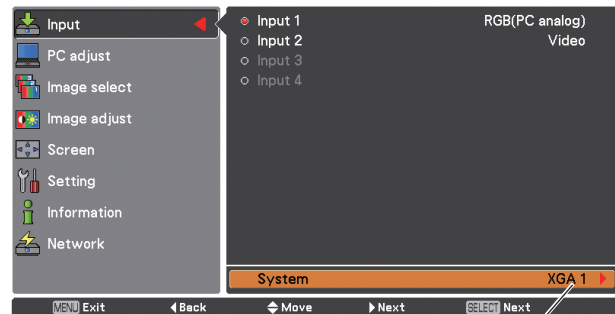 Input
PC adjust
Image select
Image adjust
Screen
Setting
Information
Network
Input 1 RGB(PC analog)
Input 2 Video
Input 3
Input 4
System XGA 1
MENU Exit Back Move Next SELECT Next